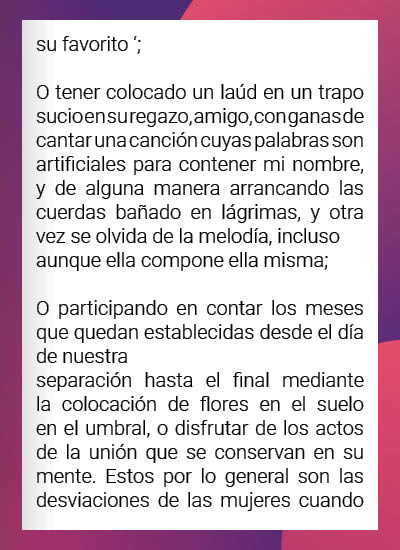 su favorito ‘;
O tener colocado un laúd en un trapo
sucio en su regazo, amigo, con ganas de
cantar una canción cuyas palabras son
artificiales para contener mi nombre,
y de alguna manera arrancando las
cuerdas bañado en lágrimas, y otra
vez se olvida de la melodía, incluso
aunque ella compone ella misma;
O participando en contar los meses
que quedan establecidas desde el día
de nuestra
separación hasta el final mediante
la colocación de flores en el suelo
en el umbral, o disfrutar de los actos
de la unión que se conservan en su
mente. Estos por lo general son las
desviaciones de las mujeres cuando